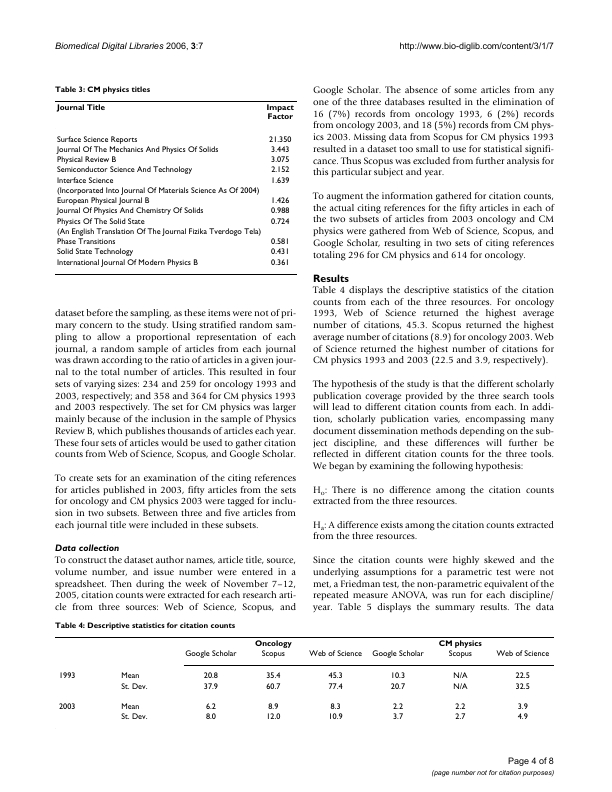 Biomedical Digital Libraries 2006, 3:7
http://www.bio-diglib.com/content/3/1/7
Table 3: CM physics titles
Journal Title Impact Factor
Surface Science Reports 21.350
Journal Of The Mechanics And Physics Of Solids 3.443
Physical Review B 3.075
Semiconductor Science And Technology 2.152
Interface Science 1.639
(Incorporated Into Journal Of Materials Science As Of 2004)
European Physical Journal B 1.426
Journal Of Physics And Chemistry Of Solids 0.988
Physics Of The Solid State 0.724
(An English Translation Of The Journal Fizika Tverdogo Tela)
Phase Transitions 0.581
Solid State Technology 0.431
International Journal Of Modern Physics B 0.361
dataset before the sampling, as these items were not of pri-
mary concern to the study. Using stratified random sam-
pling to allow a proportional representation of each
journal, a random sample of articles from each journal
was drawn according to the ratio of articles in a given jour-
nal to the total number of articles. This resulted in four
sets of varying sizes: 234 and 259 for oncology 1993 and
2003, respectively; and 358 and 364 for CM physics 1993
and 2003 respectively. The set for CM physics was larger
mainly because of the inclusion in the sample of Physics
Review B, which publishes thousands of articles each year.
These four sets of articles would be used to gather citation
counts from Web of Science, Scopus, and Google Scholar.
To create sets for an examination of the citing references
for articles published in 2003, fifty articles from the sets
for oncology and CM physics 2003 were tagged for inclu-
sion in two subsets. Between three and five articles from
each journal title were included in these subsets.
Data collection
To construct the dataset author names, article title, source,
volume number, and issue number were entered in a
spreadsheet. Then during the week of November 7–12,
2005, citation counts were extracted for each research arti-
cle from three sources: Web of Science, Scopus, and
Google Scholar. The absence of some articles from any
one of the three databases resulted in the elimination of
16 (7%) records from oncology 1993, 6 (2%) records
from oncology 2003, and 18 (5%) records from CM phys-
ics 2003. Missing data from Scopus for CM physics 1993
resulted in a dataset too small to use for statistical signifi-
cance. Thus Scopus was excluded from further analysis for
this particular subject and year.
To augment the information gathered for citation counts,
the actual citing references for the fifty articles in each of
the two subsets of articles from 2003 oncology and CM
physics were gathered from Web of Science, Scopus, and
Google Scholar, resulting in two sets of citing references
totaling 296 for CM physics and 614 for oncology.
Results
Table 4 displays the descriptive statistics of the citation
counts from each of the three resources. For oncology
1993, Web of Science returned the highest average
number of citations, 45.3. Scopus returned the highest
average number of citations (8.9) for oncology 2003. Web
of Science returned the highest number of citations for
CM physics 1993 and 2003 (22.5 and 3.9, respectively).
The hypothesis of the study is that the different scholarly
publication coverage provided by the three search tools
will lead to different citation counts from each. In addi-
tion, scholarly publication varies, encompassing many
document dissemination methods depending on the sub-
ject discipline, and these differences will further be
reflected in different citation counts for the three tools.
We began by examining the following hypothesis:
Ho: There is no difference among the citation counts
extracted from the three resources.
Ha: A difference exists among the citation counts extracted
from the three resources.
Since the citation counts were highly skewed and the
underlying assumptions for a parametric test were not
met, a Friedman test, the non-parametric equivalent of the
repeated measure ANOVA, was run for each discipline/
year. Table 5 displays the summary results. The data
Table 4: Descriptive statistics for citation counts
Oncology CM physics
Google Scholar Scopus Web of Science Google Scholar Scopus Web of Science
1993 Mean 20.8 35.4 45.3 10.3 N/A 22.5
St. Dev. 37.9 60.7 77.4 20.7 N/A 32.5
2003 Mean 6.2 8.9 8.3 2.2 2.2 3.9
St. Dev. 8.0 12.0 10.9 3.7 2.7 4.9
Page 4 of 8
(page number not for citation purposes)